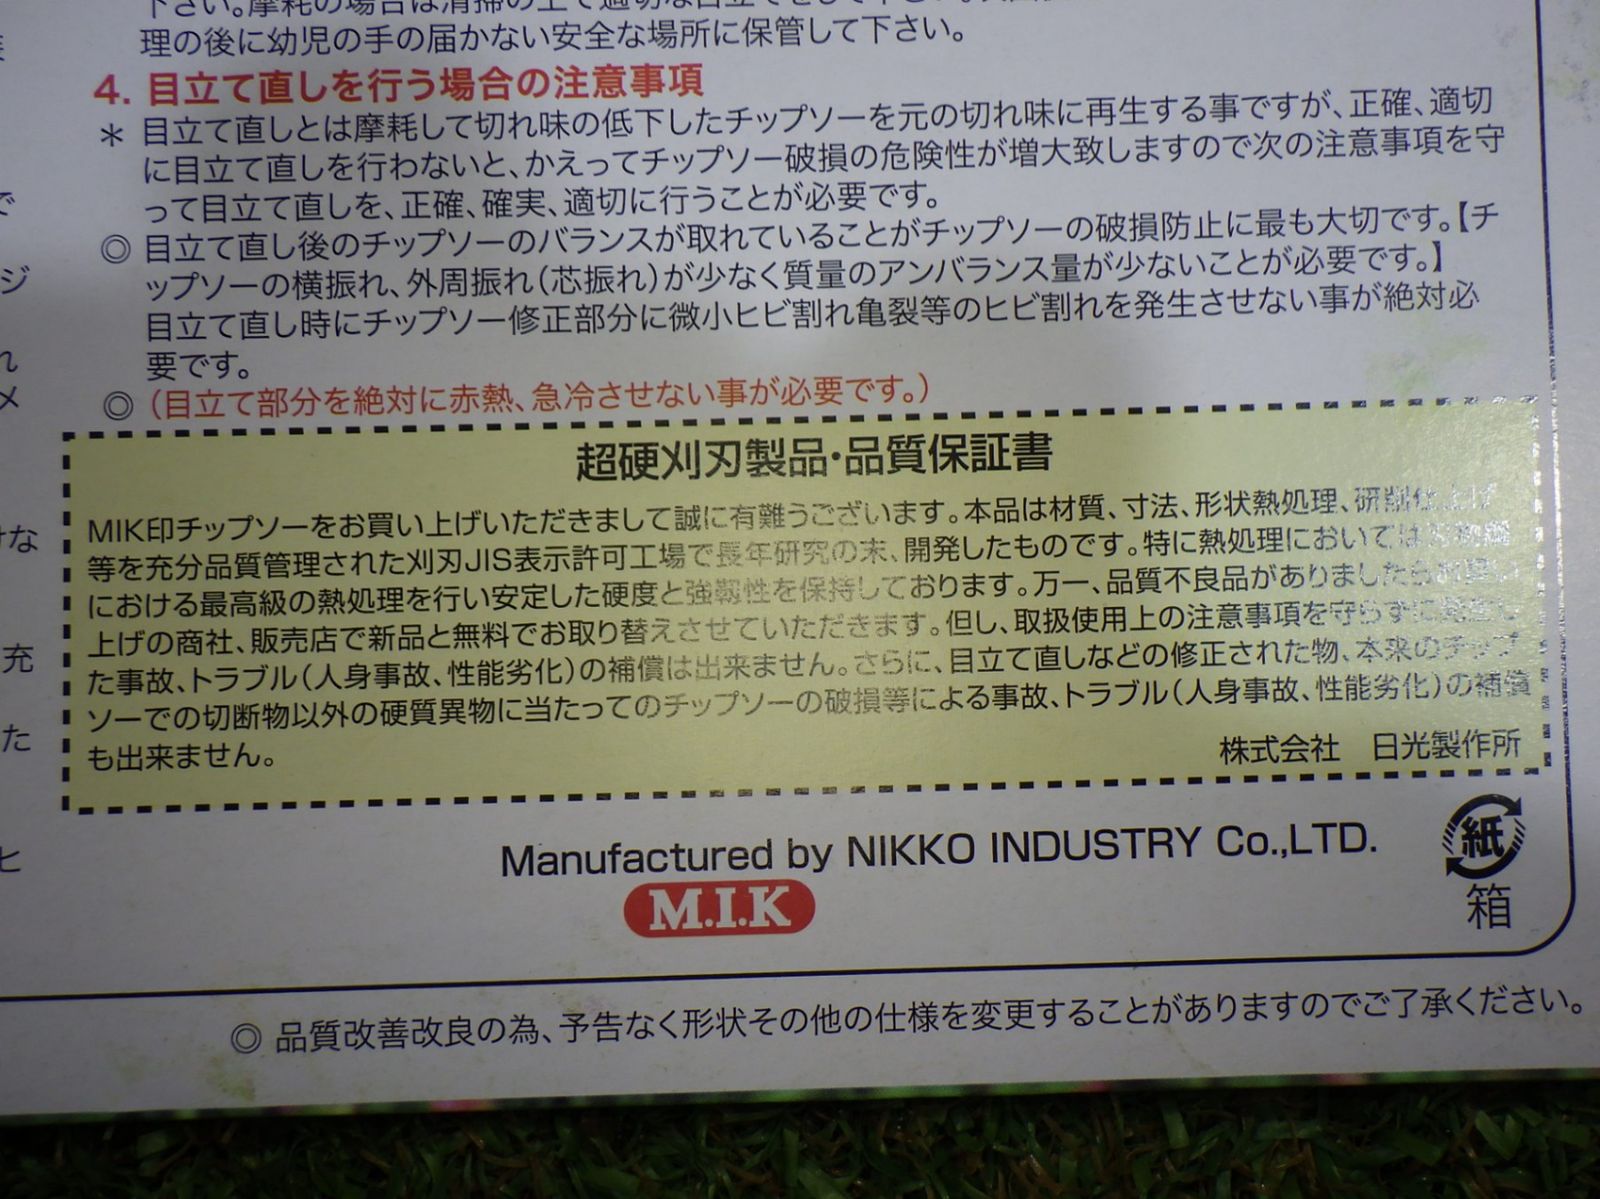 理の後に幼児の手の届かない安全な場所に保管して下さい。
4. 目立て直しを行う場合の注意事項
＊ 目立て直しとは摩耗して切れ味の低下したチップソーを元の切れ味に再生する事ですが、正確、適切
に目立て直しを行わないと、かえってチップソー破損の危険性が増大致しますので次の注意事項を守
って目立て直しを、正確、確実、適切に行うことが必要です。
◎ 目立て直し後のチップソーのバランスが取れていることがチップソーの破損防止に最も大切です。【チ
ップソーの横振れ、外周振れ(芯振れ)が少なく質量のアンバランス量が少ないことが必要です。】
目立て直し時にチップソー修正部分に微小ヒビ割れ亀裂等のヒビ割れを発生させない事が絶対必
要です。
◎ (目立て部分を絶対に赤熱、急冷させない事が必要です。)
超硬刈刃製品・品質保証書
MIK印チップソーをお買い上げいただきまして誠に有難うございます。本品は材質、寸法、形状熱処理、研削仕上げ
等を充分品質管理された刈刃JIS表示許可工場で長年研究の末、開発したものです。特に熱処理においては
における最高級の熱処理を行い安定した硬度と強靱性を保持しております。万一、品質不良品がありましたら
上げの商社、販売店で新品と無料でお取り替えさせていただきます。但し、取扱使用上の注意事項を守らずに
た事故、トラブル(人身事故、性能劣化)の補償は出来ません。さらに、目立て直しなどの修正された物、本来のチップ
ソーでの切断物以外の硬質異物に当たってのチップソーの破損等による事故、トラブル(人身事故、性能劣化)の補償
も出来ません。
株式会社 日光製作所
Manufactured by NIKKO INDUSTRY Co.,LTD.
M.I.K
紙
箱
◎ 品質改善改良の為、予告なく形状その他の仕様を変更することがありますのでご了承ください。